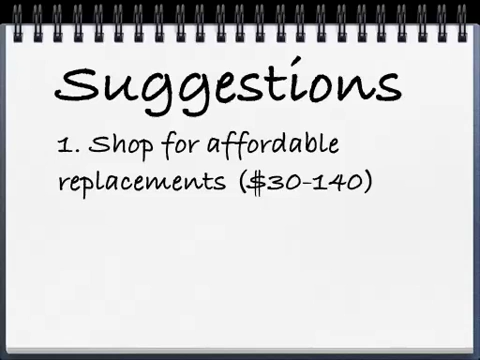 Suggestions
1. Shop for affordable
replacements ($30-140)